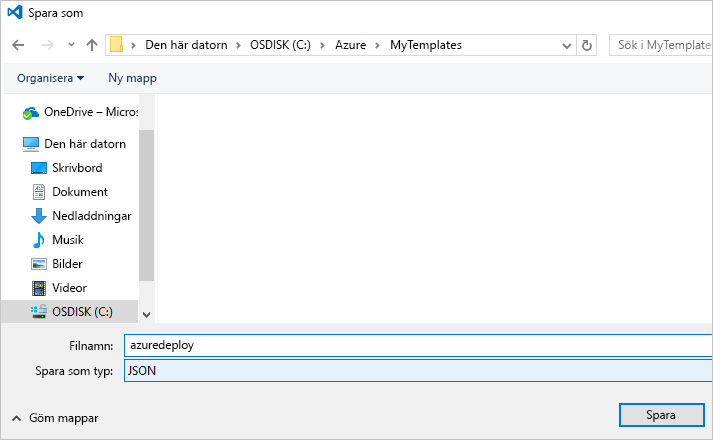 Spara som
Den här datorn OSDISK (C:) Azure MyTemplates Sök i MyTemplates
Organisera Ny mapp
OneDrive – Micros
Den här datorn
Skrivbord
Dokument
Nedladdningar
Musik
Bilder
Videor
OSDISK (C:)
Filnamn: azuredeploy
Spara som typ: JSON
Göm mappar Spara